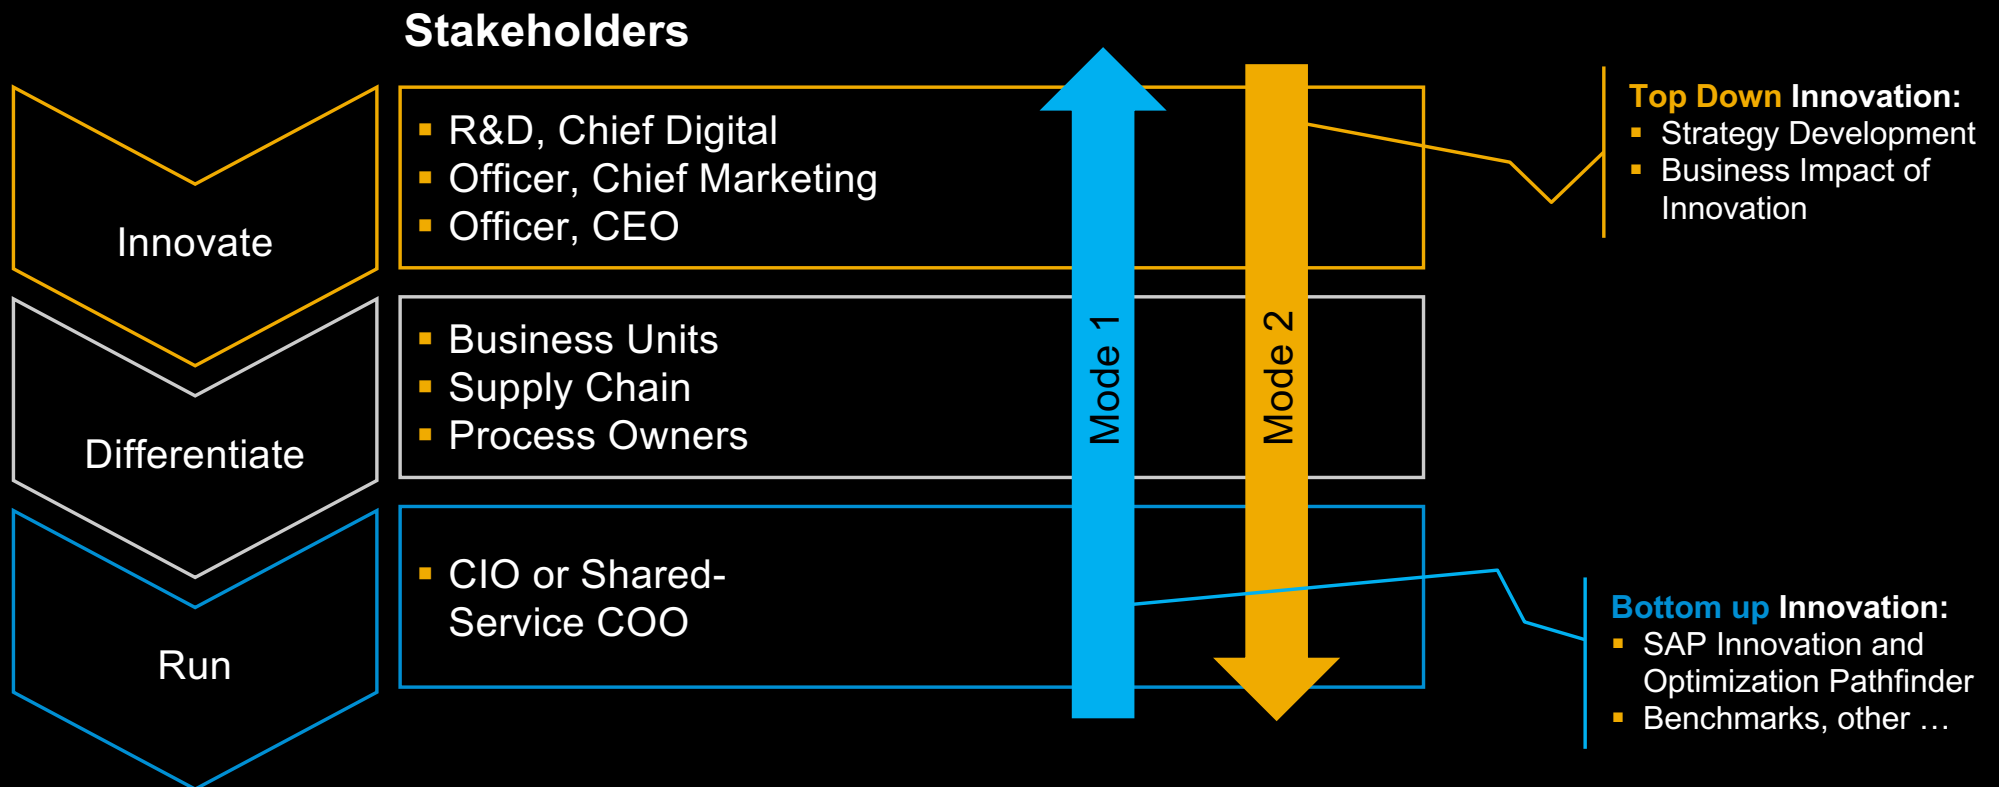 Stakeholders
Innovate
▪ R&D, Chief Digital
▪ Officer, Chief Marketing
▪ Officer, CEO
Differentiate
▪ Business Units
▪ Supply Chain
▪ Process Owners
Run
▪ CIO or Shared-
Service COO
Mode 1
Mode 2
Top Down Innovation:
▪ Strategy Development
▪ Business Impact of
Innovation
Bottom up Innovation:
▪ SAP Innovation and
Optimization Pathfinder
▪ Benchmarks, other …